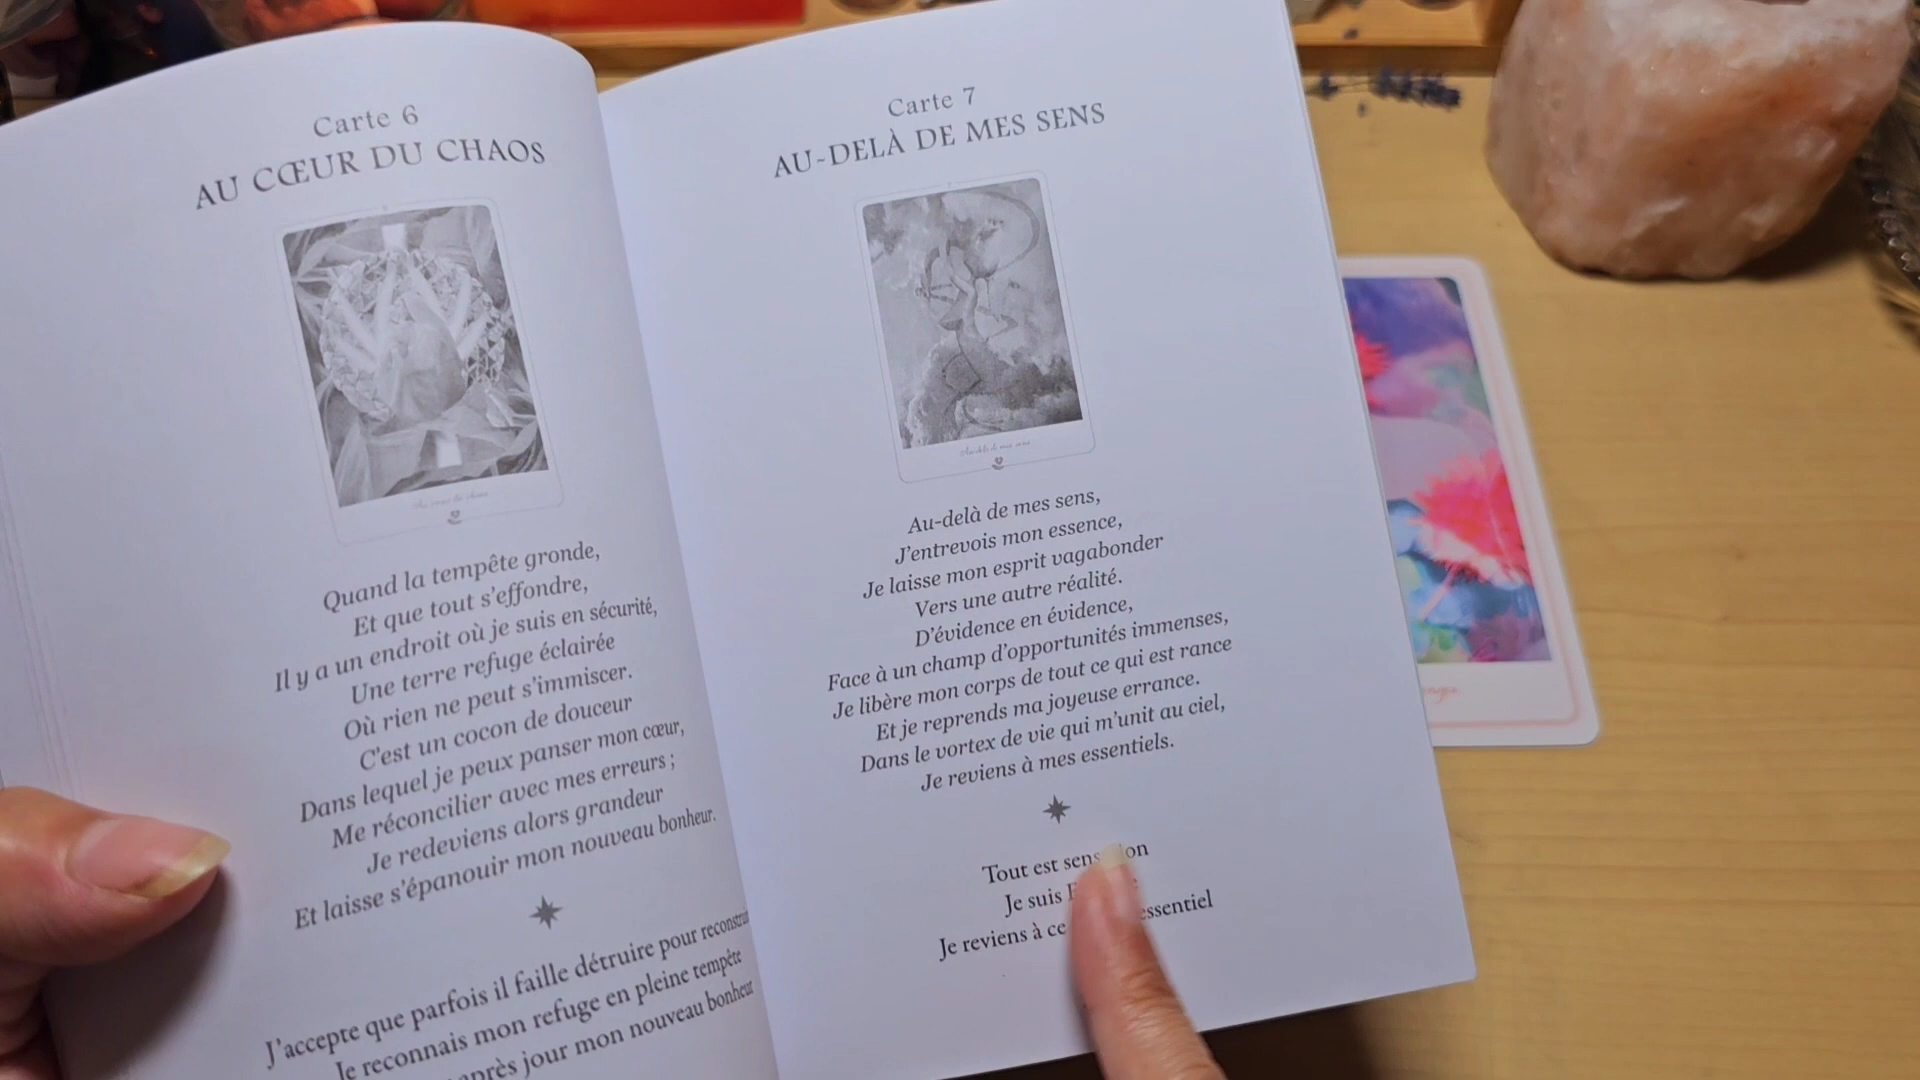 Carte 6
AU CŒUR DU CHAOS
Quand la tempête gronde,
Et que tout s’effondre,
Il y a un endroit où je suis en sécurité,
Une terre refuge éclairée
Où rien ne peut s’immiscer.
C’est un cocon de douceur
Dans lequel je peux panser mon cœur,
Me réconcilier avec mes erreurs ;
Je redeviens alors grandeur
Et laisse s’épanouir mon nouveau bonheur.
J’accepte que parfois il faille détruire pour
Je reconnais mon refuge en pleine tempête
après jour mon nouveau bonheur
Carte 7
AU-DELÀ DE MES SENS
Au-delà de mes sens
Au-delà de mes sens,
J’entrevois mon essence,
Je laisse mon esprit vagabonder
Vers une autre réalité.
D’évidence en évidence,
Face à un champ d’opportunités immenses,
Je libère mon corps de tout ce qui est rance
Et je reprends ma joyeuse errance.
Dans le vortex de vie qui m’unit au ciel,
Je reviens à mes essentiels.
Tout est
Je suis
Je reviens à ce essentiel